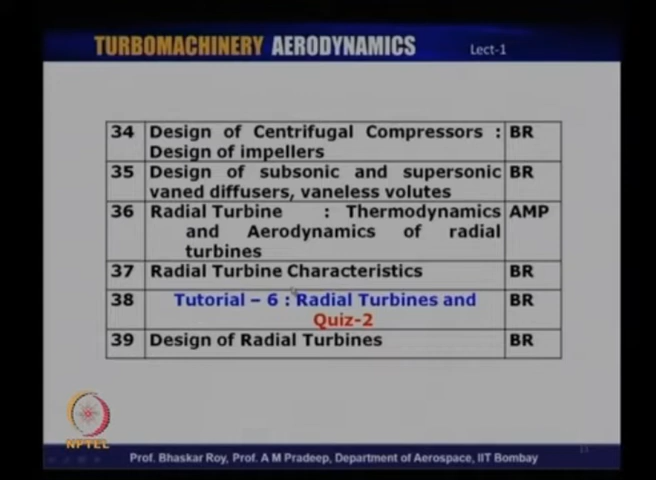 TURBOMACHINERY AERODYNAMICS Lect-1
34 Design of Centrifugal Compressors : BR
Design of impellers
35 Design of subsonic and supersonic BR
vaned diffusers, vaneless volutes
36 Radial Turbine : Thermodynamics AMP
and Aerodynamics of radial
turbines
37 Radial Turbine Characteristics BR
38 Tutorial – 6 : Radial Turbines and BR
Quiz-2
39 Design of Radial Turbines BR
NPTEL
Prof. Bhaskar Roy, Prof. A M Pradeep, Department of Aerospace, IIT Bombay